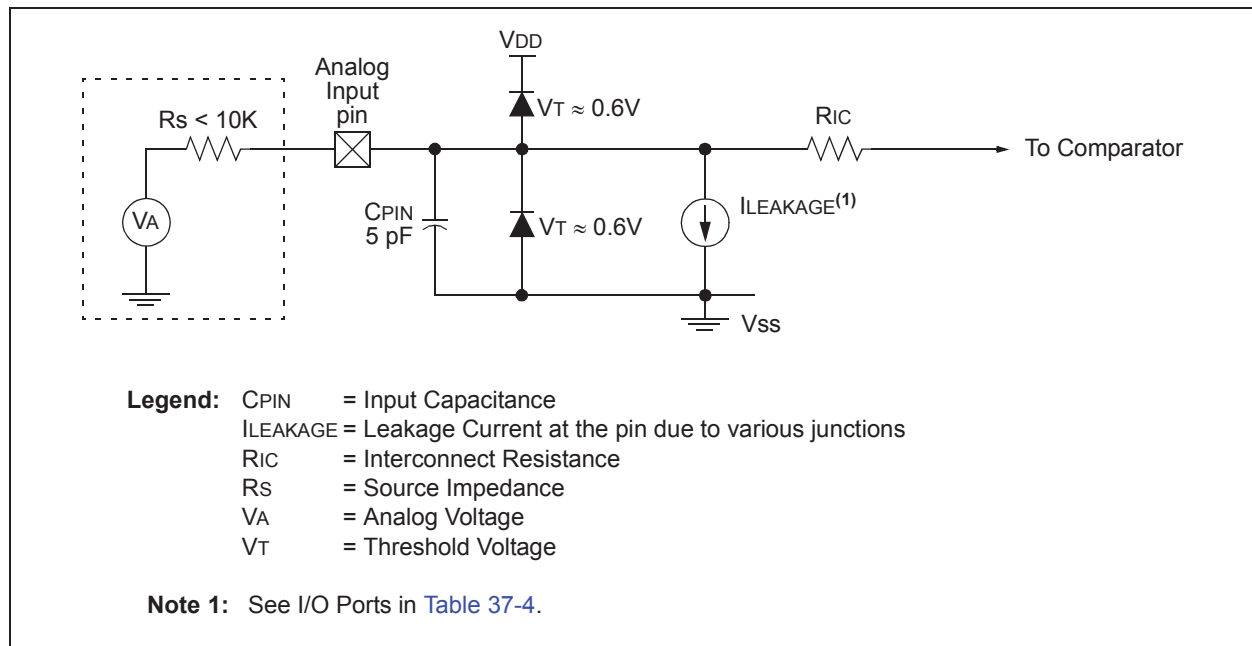 VDD
Analog
Input
pin
Rs < 10K
VT ≈ 0.6V
RIC
To Comparator
VA
CPIN
5 pF
VT ≈ 0.6V
ILEAKAGE(1)
Vss
Legend: CPIN = Input Capacitance
ILEAKAGE = Leakage Current at the pin due to various junctions
RIC = Interconnect Resistance
RS = Source Impedance
VA = Analog Voltage
VT = Threshold Voltage
Note 1: See I/O Ports in Table 37-4.